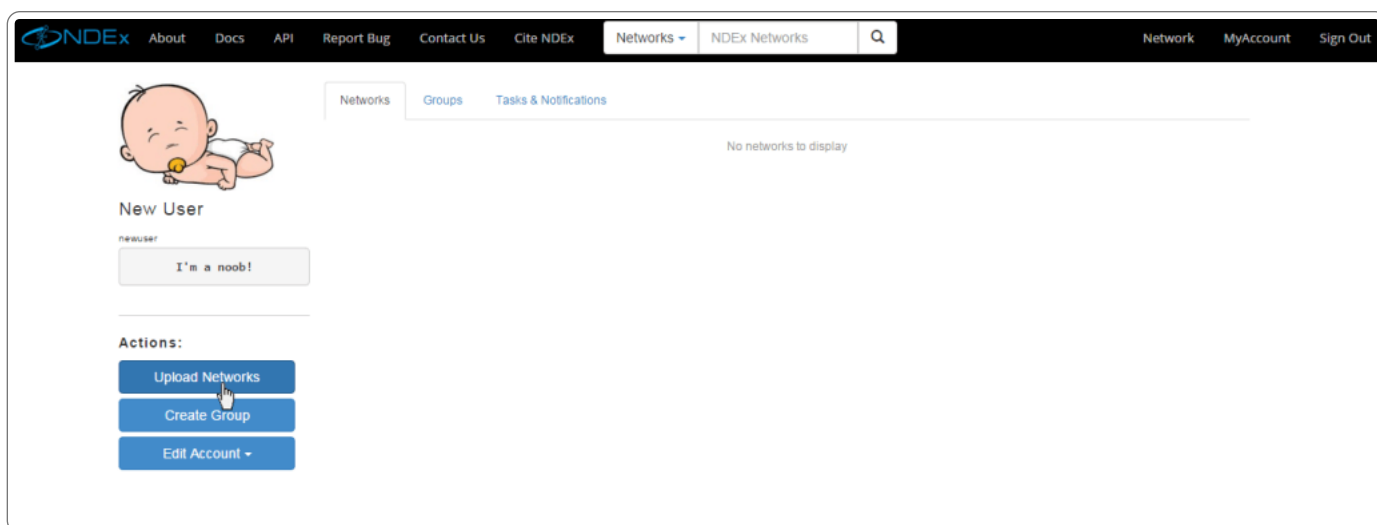 NDEx About Docs API Report Bug Contact Us Cite NDEx Networks NDEx Networks Network MyAccount Sign Out
Networks Groups Tasks & Notifications
No networks to display
New User
newuser
I'm a noob!
Actions:
Upload Networks
Create Group
Edit Account